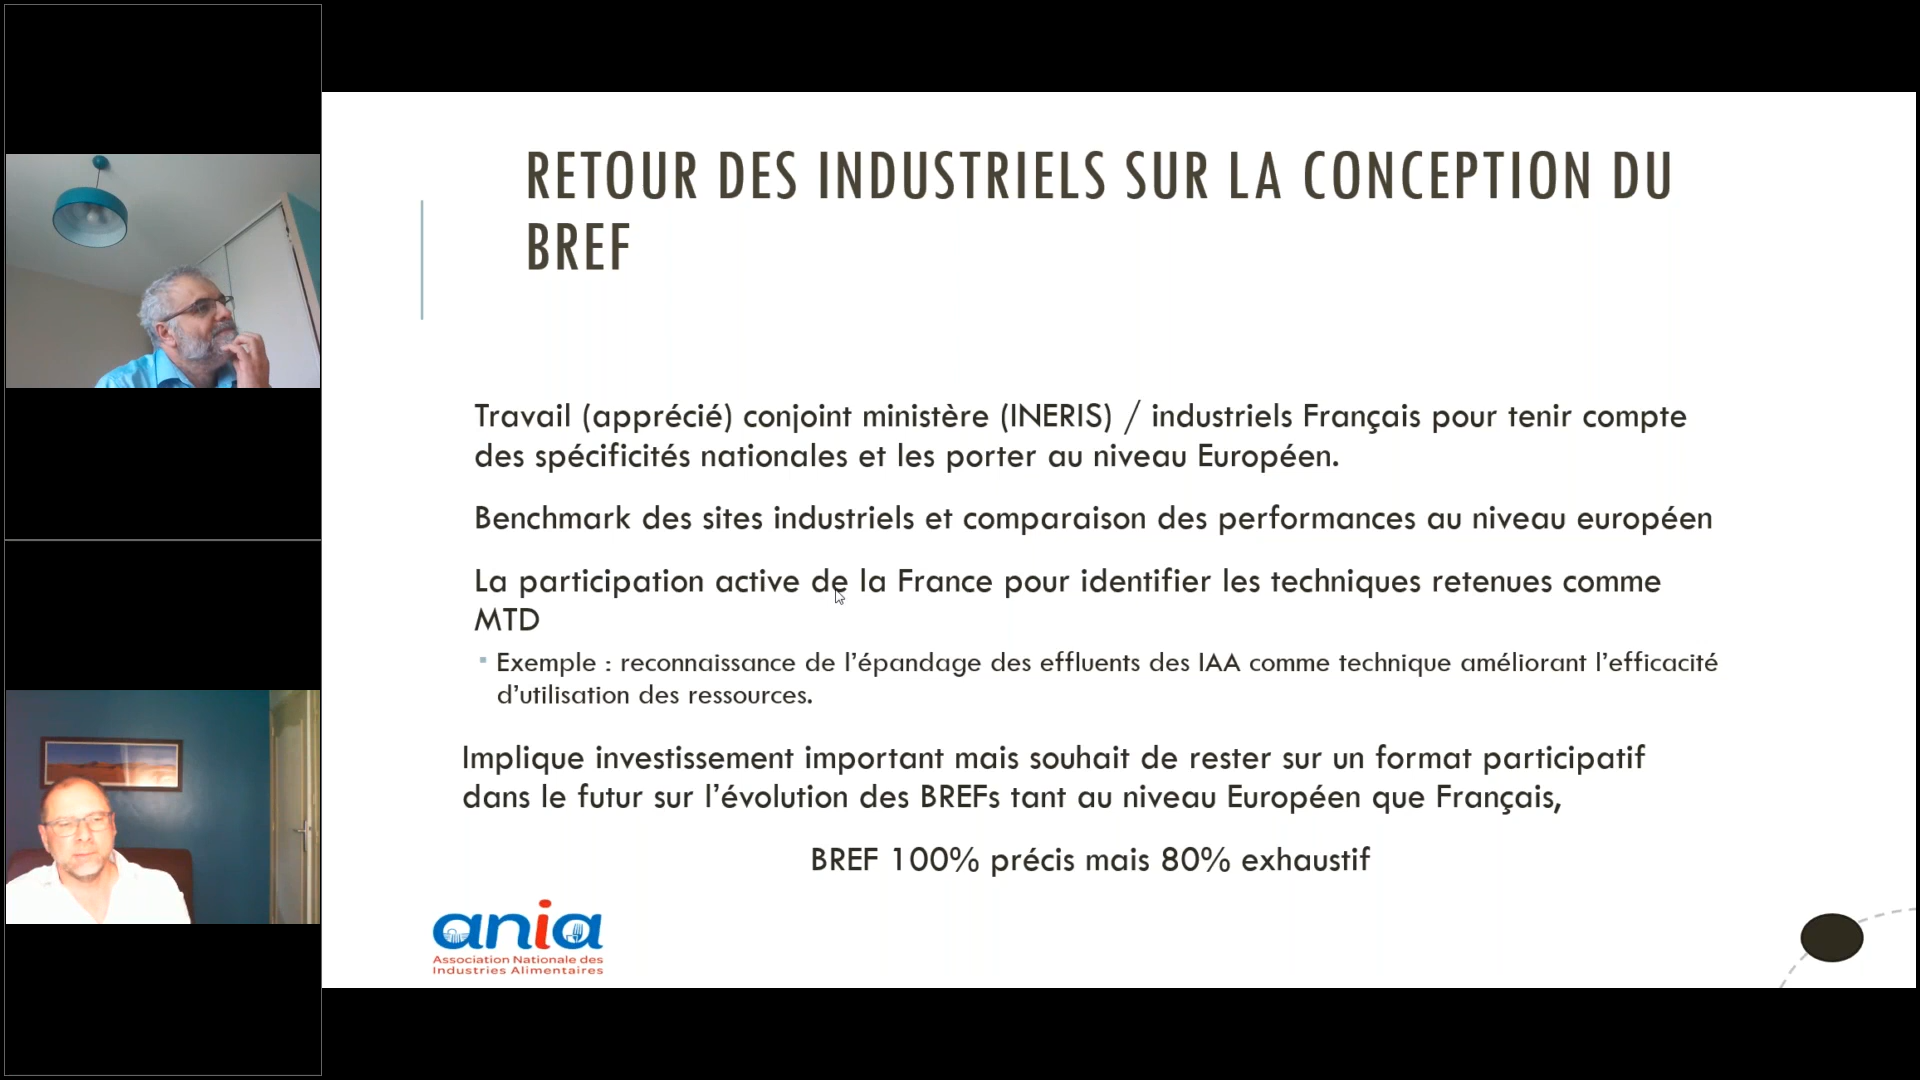 RETOUR DES INDUSTRIELS SUR LA CONCEPTION DU
BREF
Travail (apprécié) conjoint ministère (INERIS) / industriels Français pour tenir compte
des spécificités nationales et les porter au niveau Européen.
Benchmark des sites industriels et comparaison des performances au niveau européen
La participation active de la France pour identifier les techniques retenues comme
MTD
Exemple : reconnaissance de l’épandage des effluents des IAA comme technique améliorant l’efficacité
d’utilisation des ressources.
Implique investissement important mais souhait de rester sur un format participatif
dans le futur sur l’évolution des BREFs tant au niveau Européen que Français,
BREF 100% précis mais 80% exhaustif
ania
Association Nationale des
Industries Alimentaires